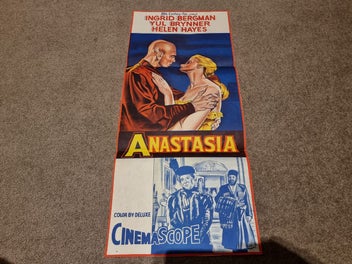 INGRID BERGMAN
YUL BRYNNER
HELEN HAYES
ANASTASIA
COLOR BY DELUXE
CINEMASCOPE